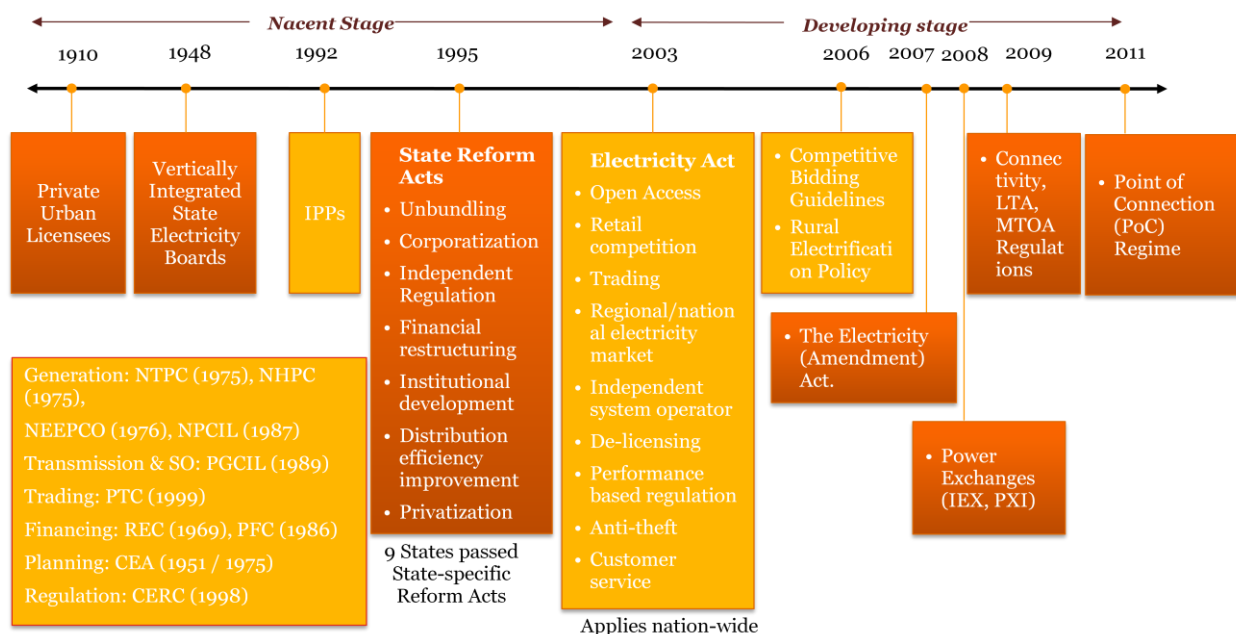 Nacent Stage
Developing stage
1910
1948
1992
1995
2003
2006
2007
2008
2009
2011
Private
Urban
Licensees
Vertically
Integrated
State
Electricity
Boards
IPPs
State Reform
Acts
• Unbundling
• Corporatization
• Independent
Regulation
• Financial
restructuring
• Institutional
development
• Distribution
efficiency
improvement
• Privatization
9 States passed
State-specific
Reform Acts
Electricity Act
• Open Access
• Retail
competition
• Trading
• Regional/nation
al electricity
market
• Independent
system operator
• De-licensing
• Performance
based regulation
• Anti-theft
• Customer
service
Applies nation-wide
• Competitive
Bidding
Guidelines
• Rural
Electrificati
on Policy
• The Electricity
(Amendment)
Act.
• Power
Exchanges
(IEX, PXI)
• Connec
tivity,
LTA,
MTOA
Regulat
ions
• Point of
Connection
(PoC)
Regime
Generation: NTPC (1975), NHPC
(1975),
NEEPCO (1976), NPCIL (1987)
Transmission & SO: PGCIL (1989)
Trading: PTC (1999)
Financing: REC (1969), PFC (1986)
Planning: CEA (1951 / 1975)
Regulation: CERC (1998)